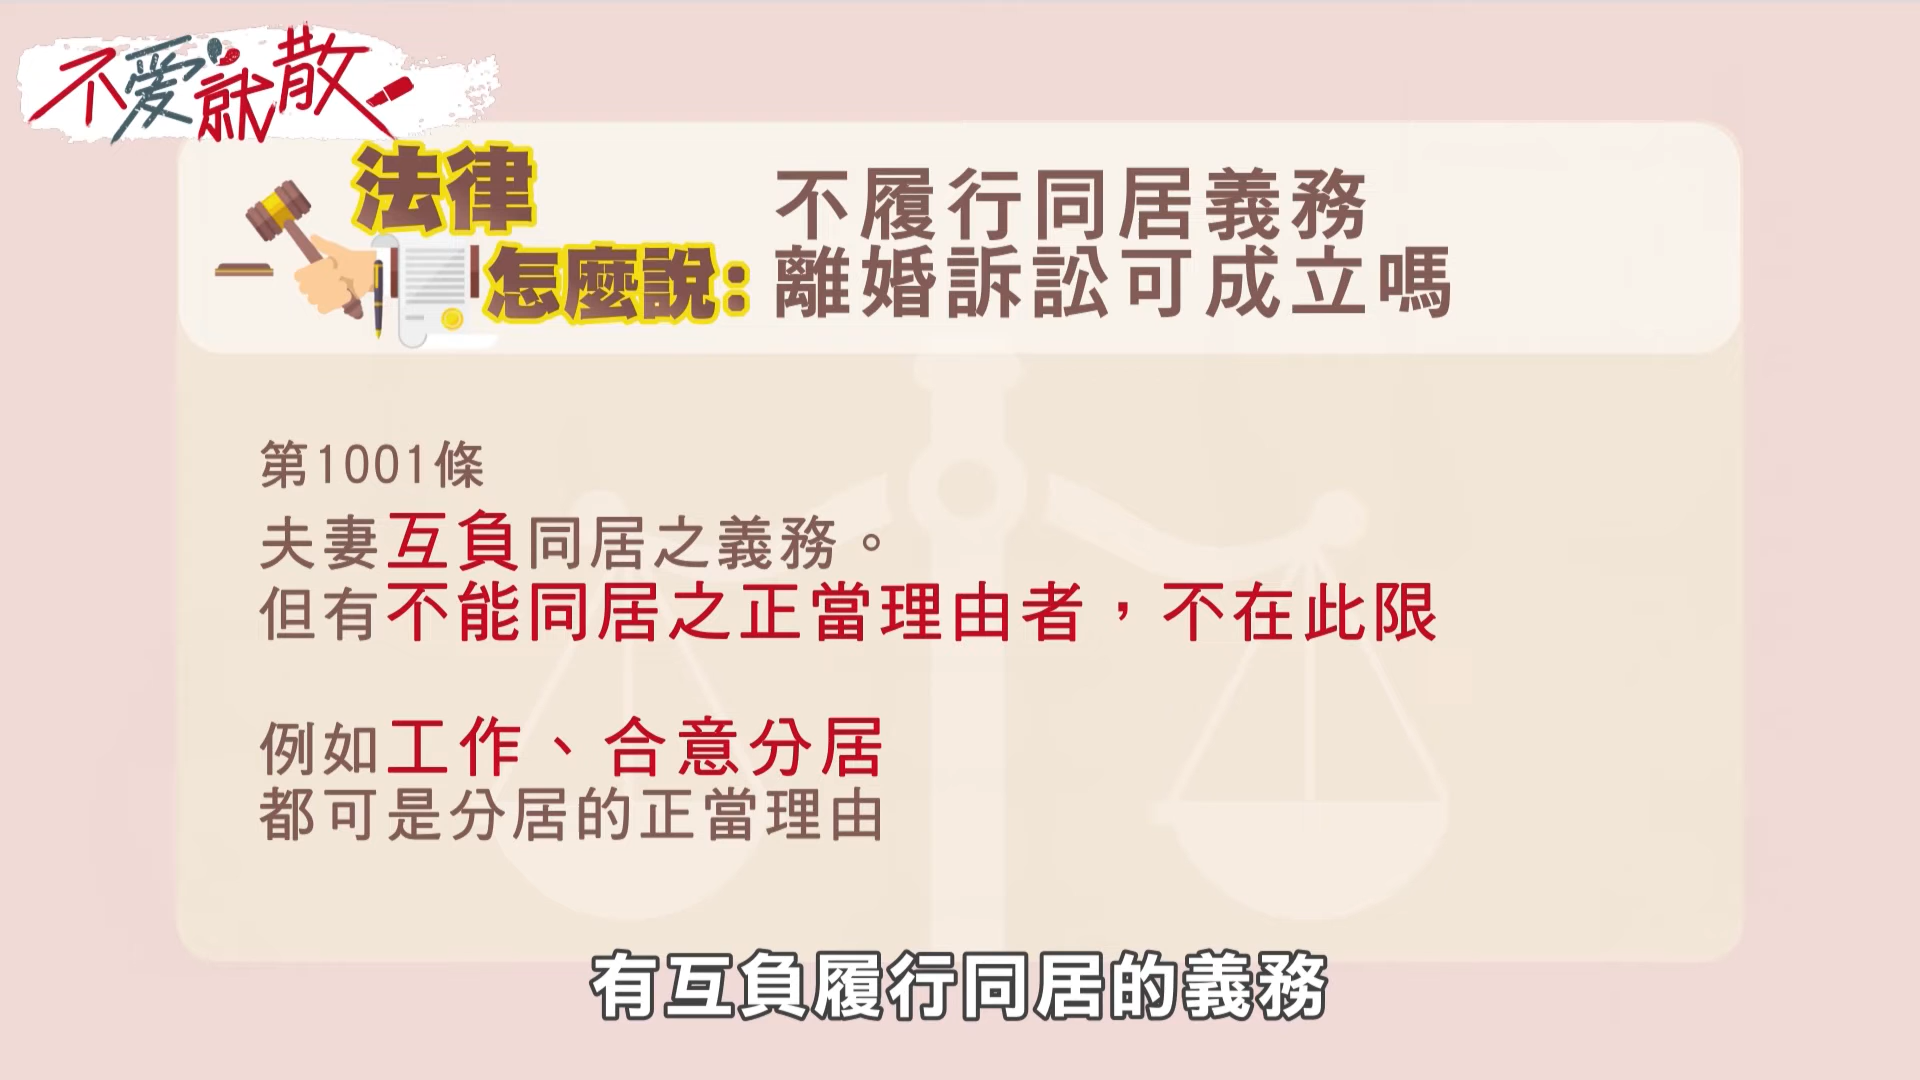 不愛就散
法律
怎麼說:
不履行同居義務
離婚訴訟可成立嗎
第1001條
夫妻互負同居之義務。
但有不能同居之正當理由者，不在此限
例如工作、合意分居
都可是分居的正當理由
有互負履行同居的義務